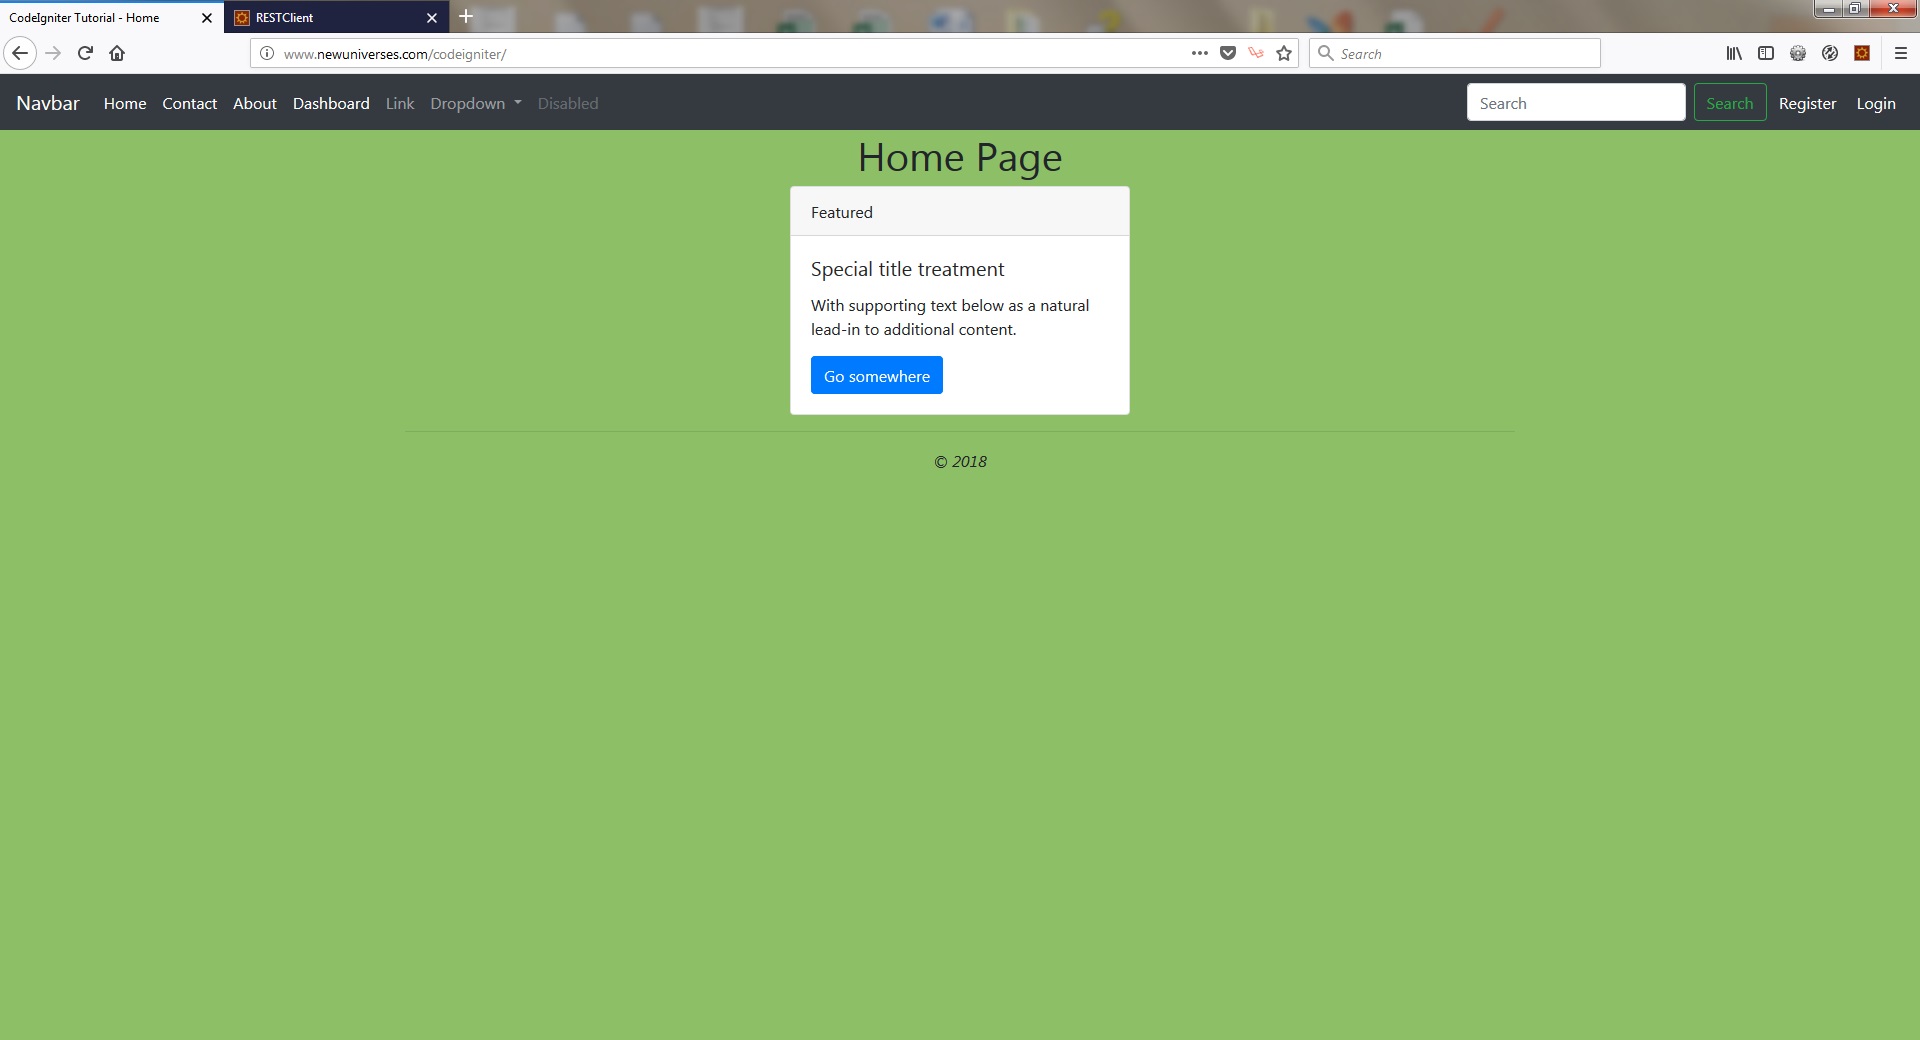 CodeIgniter Tutorial - Home
RESTClient
www.newuniverses.com/codeigniter/
Search
Navbar Home Contact About Dashboard Link Dropdown Disabled Search Search Register Login
Home Page
Featured
Special title treatment
With supporting text below as a natural
lead-in to additional content.
Go somewhere
© 2018